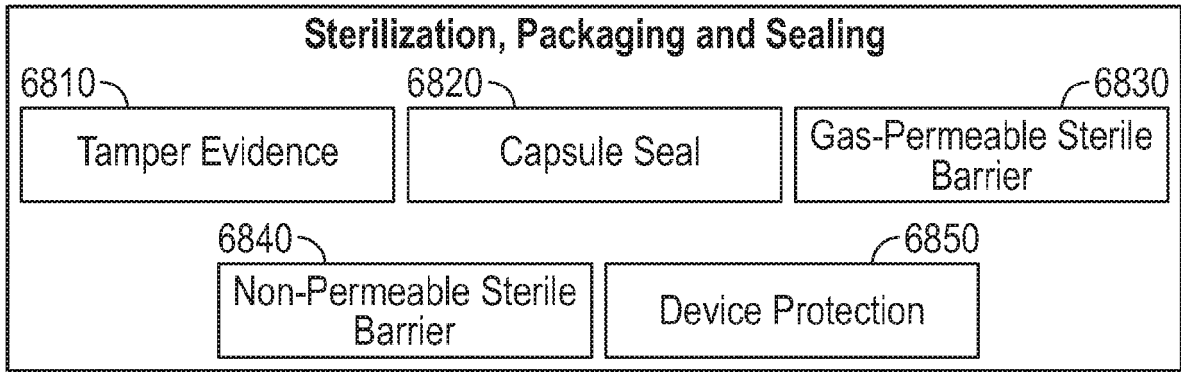 Sterilization, Packaging and Sealing
6810
6820
6830
Tamper Evidence
Capsule Seal
Gas-Permeable Sterile
Barrier
6840
6850
Non-Permeable Sterile
Barrier
Device Protection